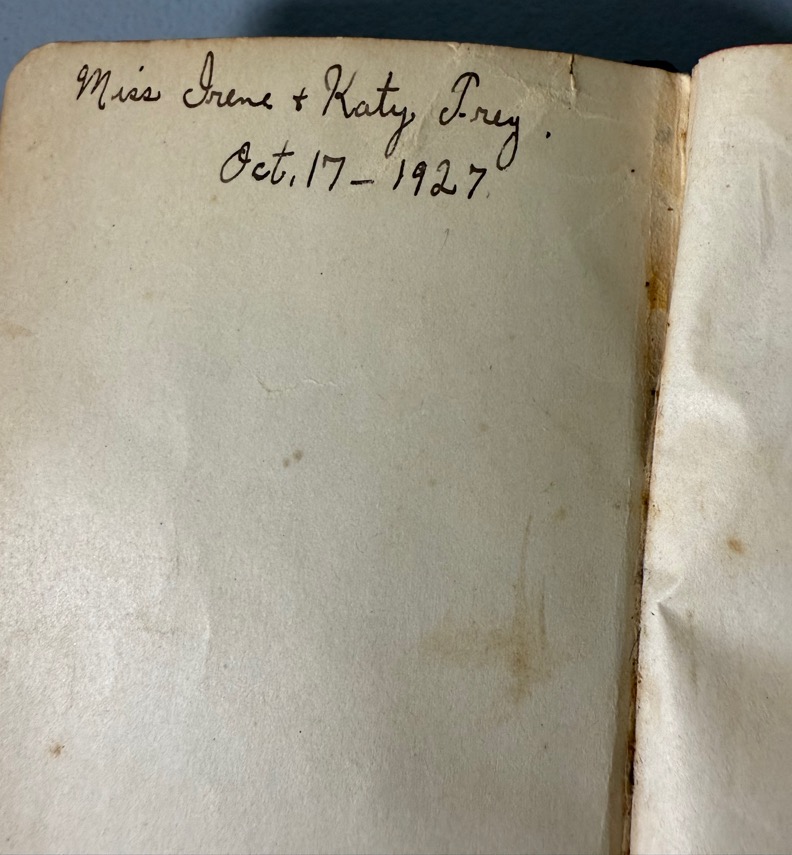 Miss Irene + Katy Frey.
Oct. 17 – 1927